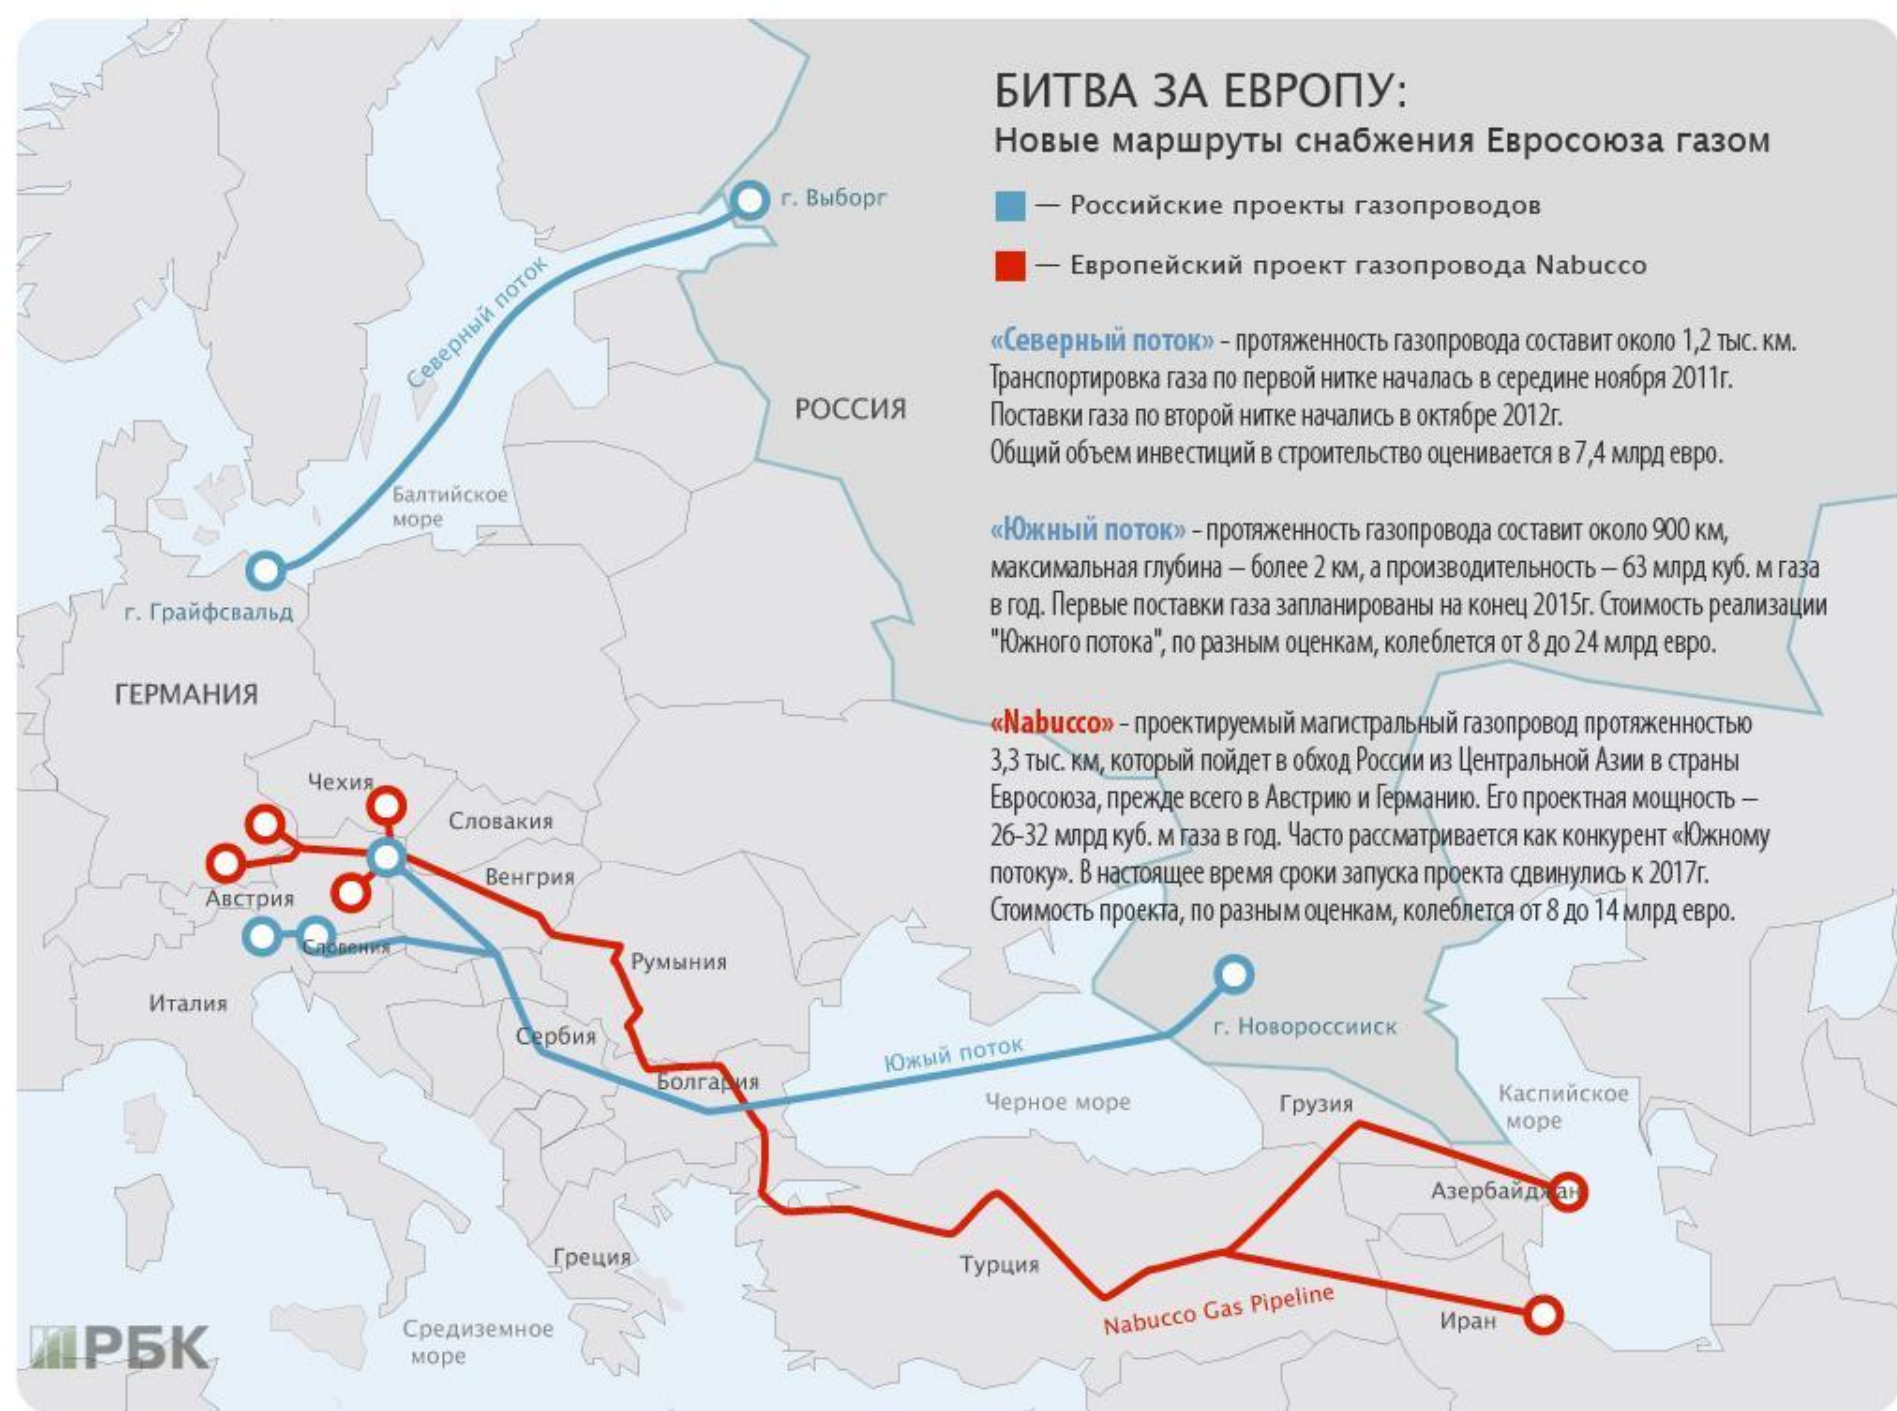 БИТВА ЗА ЕВРОПУ:
Новые маршруты снабжения Евросоюза газом
— Российские проекты газопроводов
— Европейский проект газопровода Nabucco
«Северный поток» - протяженность газопровода составит около 1,2 тыс. км.
Транспортировка газа по первой нитке началась в середине ноября 2011г.
Поставки газа по второй нитке начались в октябре 2012г.
Общий объем инвестиций в строительство оценивается в 7,4 млрд евро.
«Южный поток» – протяженность газопровода составит около 900 км,
максимальная глубина – более 2 км, а производительность – 63 млрд куб. м газа
в год. Первые поставки газа запланированы на конец 2015г. Стоимость реализации
"Южного потока", по разным оценкам, колеблется от 8 до 24 млрд евро.
«Nabucco» – проектируемый магистральный газопровод протяженностью
3,3 тыс. км, который пойдет в обход России из Центральной Азии в страны
Евросоюза, прежде всего в Австрию и Германию. Его проектная мощность –
26-32 млрд куб. м газа в год. Часто рассматривается как конкурент «Южному
потоку». В настоящее время сроки запуска проекта сдвинулись к 2017г.
Стоимость проекта, по разным оценкам, колеблется от 8 до 14 млрд евро.
г. Выборг
Северный поток
РОССИЯ
Балтийское
море
г. Грайфсвальд
ГЕРМАНИЯ
Чехия
Словакия
Венгрия
Австрия
Словения
Румыния
Италия
Сербия
г. Новороссииск
Южый поток
Болгария
Черное море
Грузия
Каспийское
море
Азербайджан
Греция
Турция
Nabucco Gas Pipeline
Иран
Средиземное
море
РБК